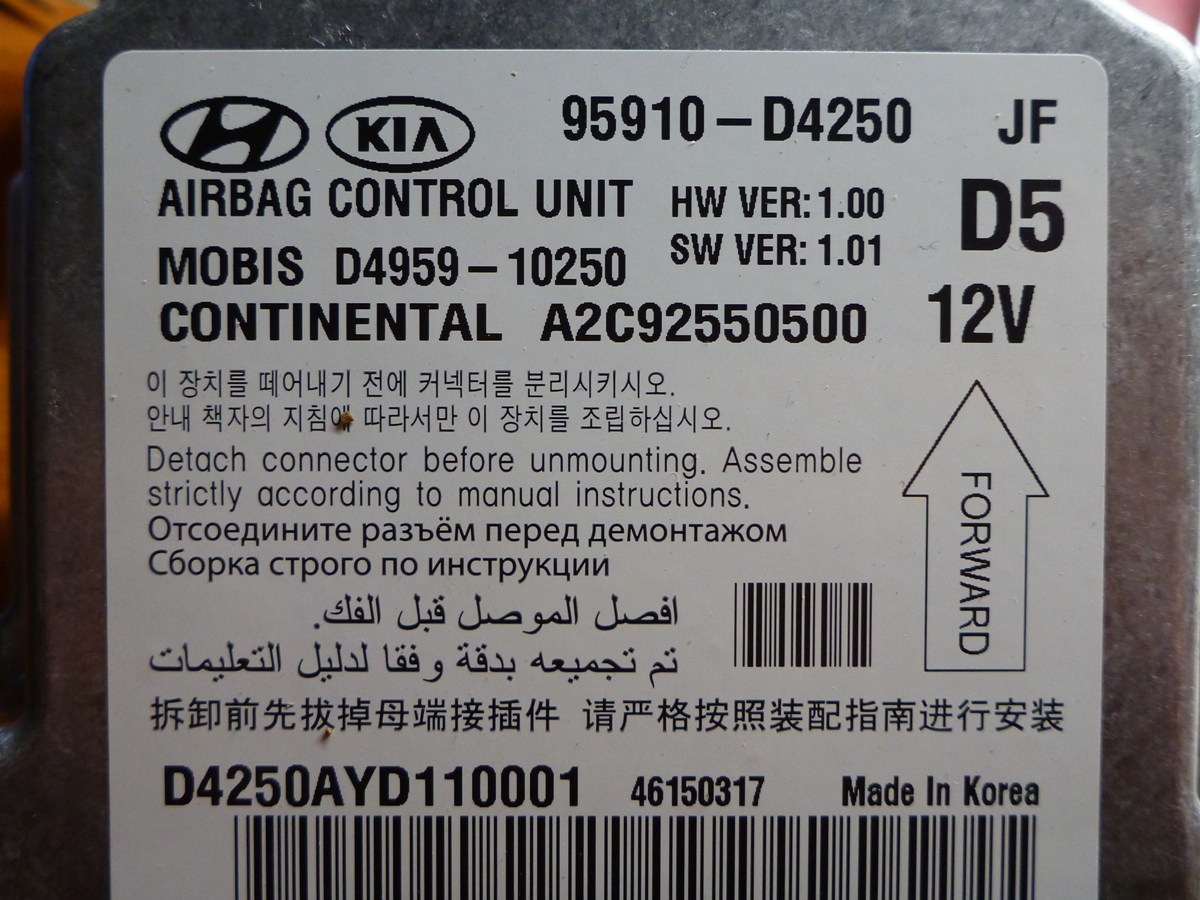 KIA 95910-D4250 JF
AIRBAG CONTROL UNIT HW VER: 1.00 D5
SW VER: 1.01
MOBIS D4959-10250
CONTINENTAL A2C92550500 12V
이 장치를 떼어내기 전에 커넥터를 분리시키시오.
안내 책자의 지침에 따라서만 이 장치를 조립하십시오.
Detach connector before unmounting. Assemble
strictly according to manual instructions.
FORWARD
Отсоедините разъём перед демонтажом
Сборка строго по инструкции
افصل الموصل قبل الفك.
تم تجميعه بدقة وفقا لدليل التعليمات
拆卸前先拔掉母端接插件 请严格按照装配指南进行安装
D4250AYD110001 46150317 Made In Korea